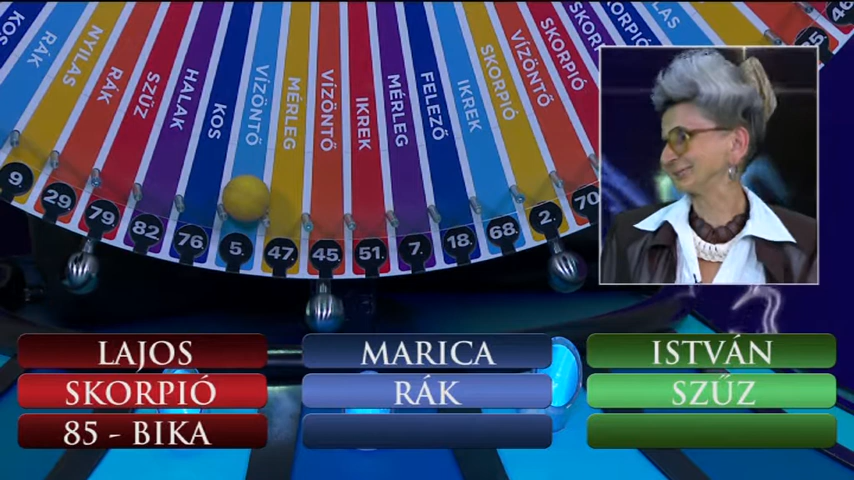 KOS
RÁK
NYILAS
RÁK
SZŰZ
HALAK
KOS
VÍZÖNTŐ
MÉRLEG
VÍZÖNTŐ
IKREK
MÉRLEG
FELEZŐ
IKREK
SKORPIÓ
VÍZÖNTŐ
SKORPIÓ
9
29
79
82
76.
5.
47
45.
51.
7.
18.
68.
2.
70
LAJOS
MARICA
ISTVÁN
SKORPIÓ
RÁK
SZŰZ
85 - BIKA